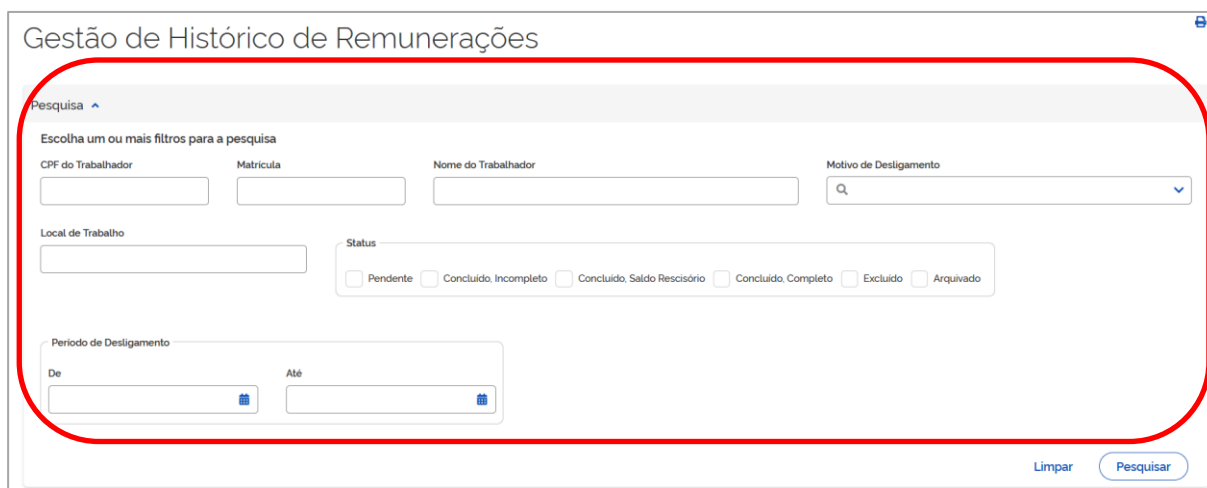 Gestão de Histórico de Remunerações
Pesquisa
Escolha um ou mais filtros para a pesquisa
CPF do Trabalhador Matrícula Nome do Trabalhador Motivo de Desligamento
Local de Trabalho
Status
Pendente Concluído, Incompleto Concluído, Saldo Rescisório Concluído, Completo Excluído Arquivado
Período de Desligamento
De Até
Limpar Pesquisar